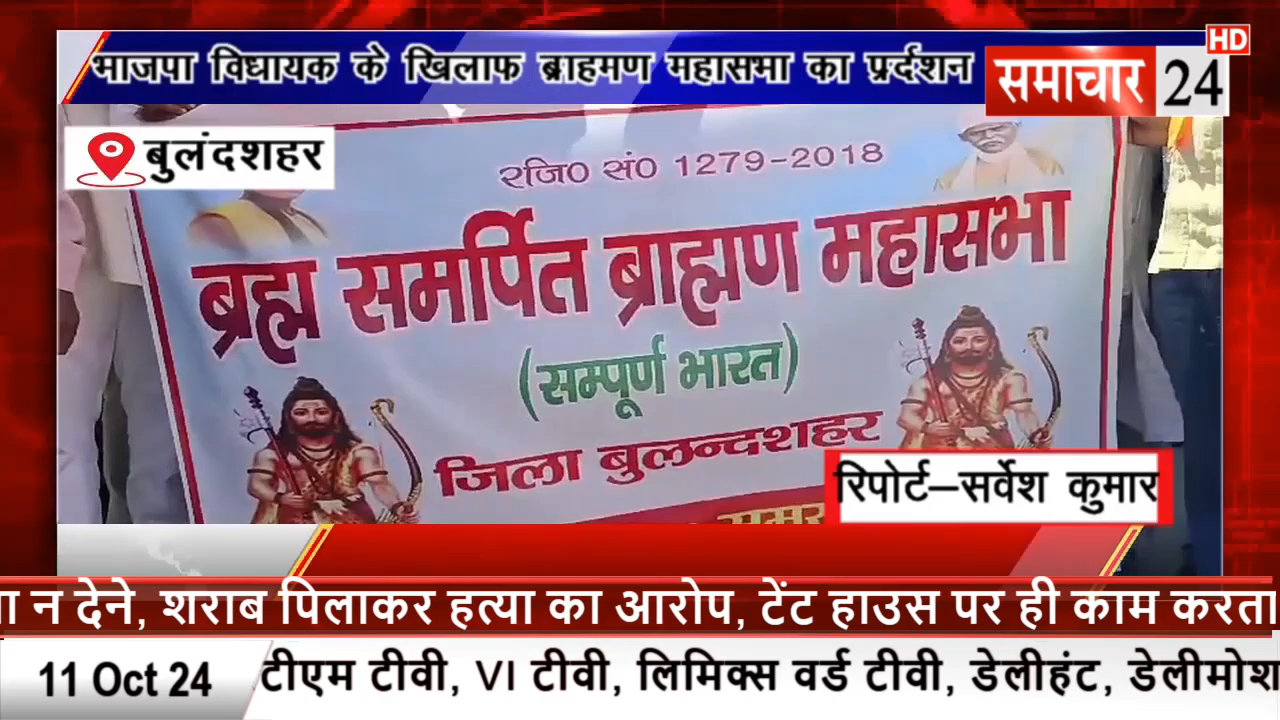 HD
भाजपा विधायक के खिलाफ ब्राहमण महासभा का प्रर्दशन
समाचार 24
बुलंदशहर
रजि0 सं0 1279-2018
ब्रह्म समर्पित ब्राह्मण महासभा
(सम्पूर्ण भारत)
जिला बुलन्दशहर
रिपोर्ट–सर्वेश कुमार
न देने, शराब पिलाकर हत्या का आरोप, टेंट हाउस पर ही काम करता
11 Oct 24
टीएम टीवी, VI टीवी, लिमिक्स वर्ड टीवी, डेलीहंट, डेलीमोश